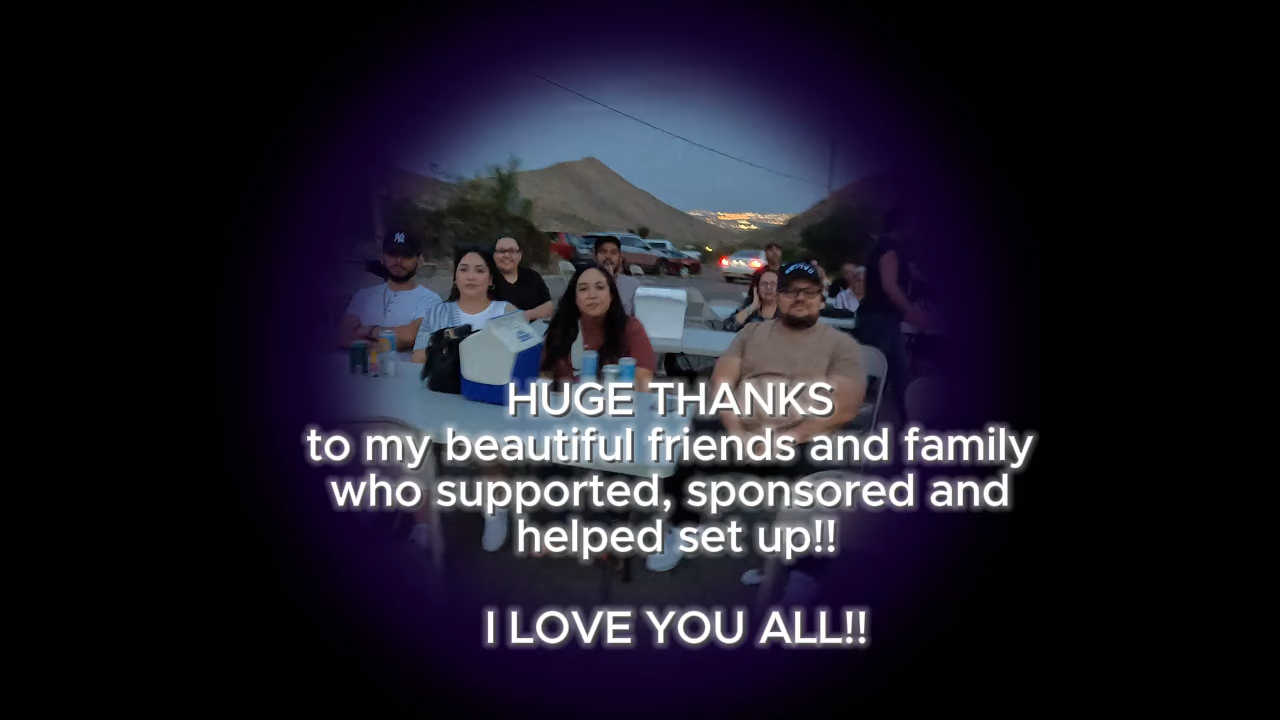 HUGE THANKS
to my beautiful friends and family
who supported, sponsored and
helped set up!!
I LOVE YOU ALL!!